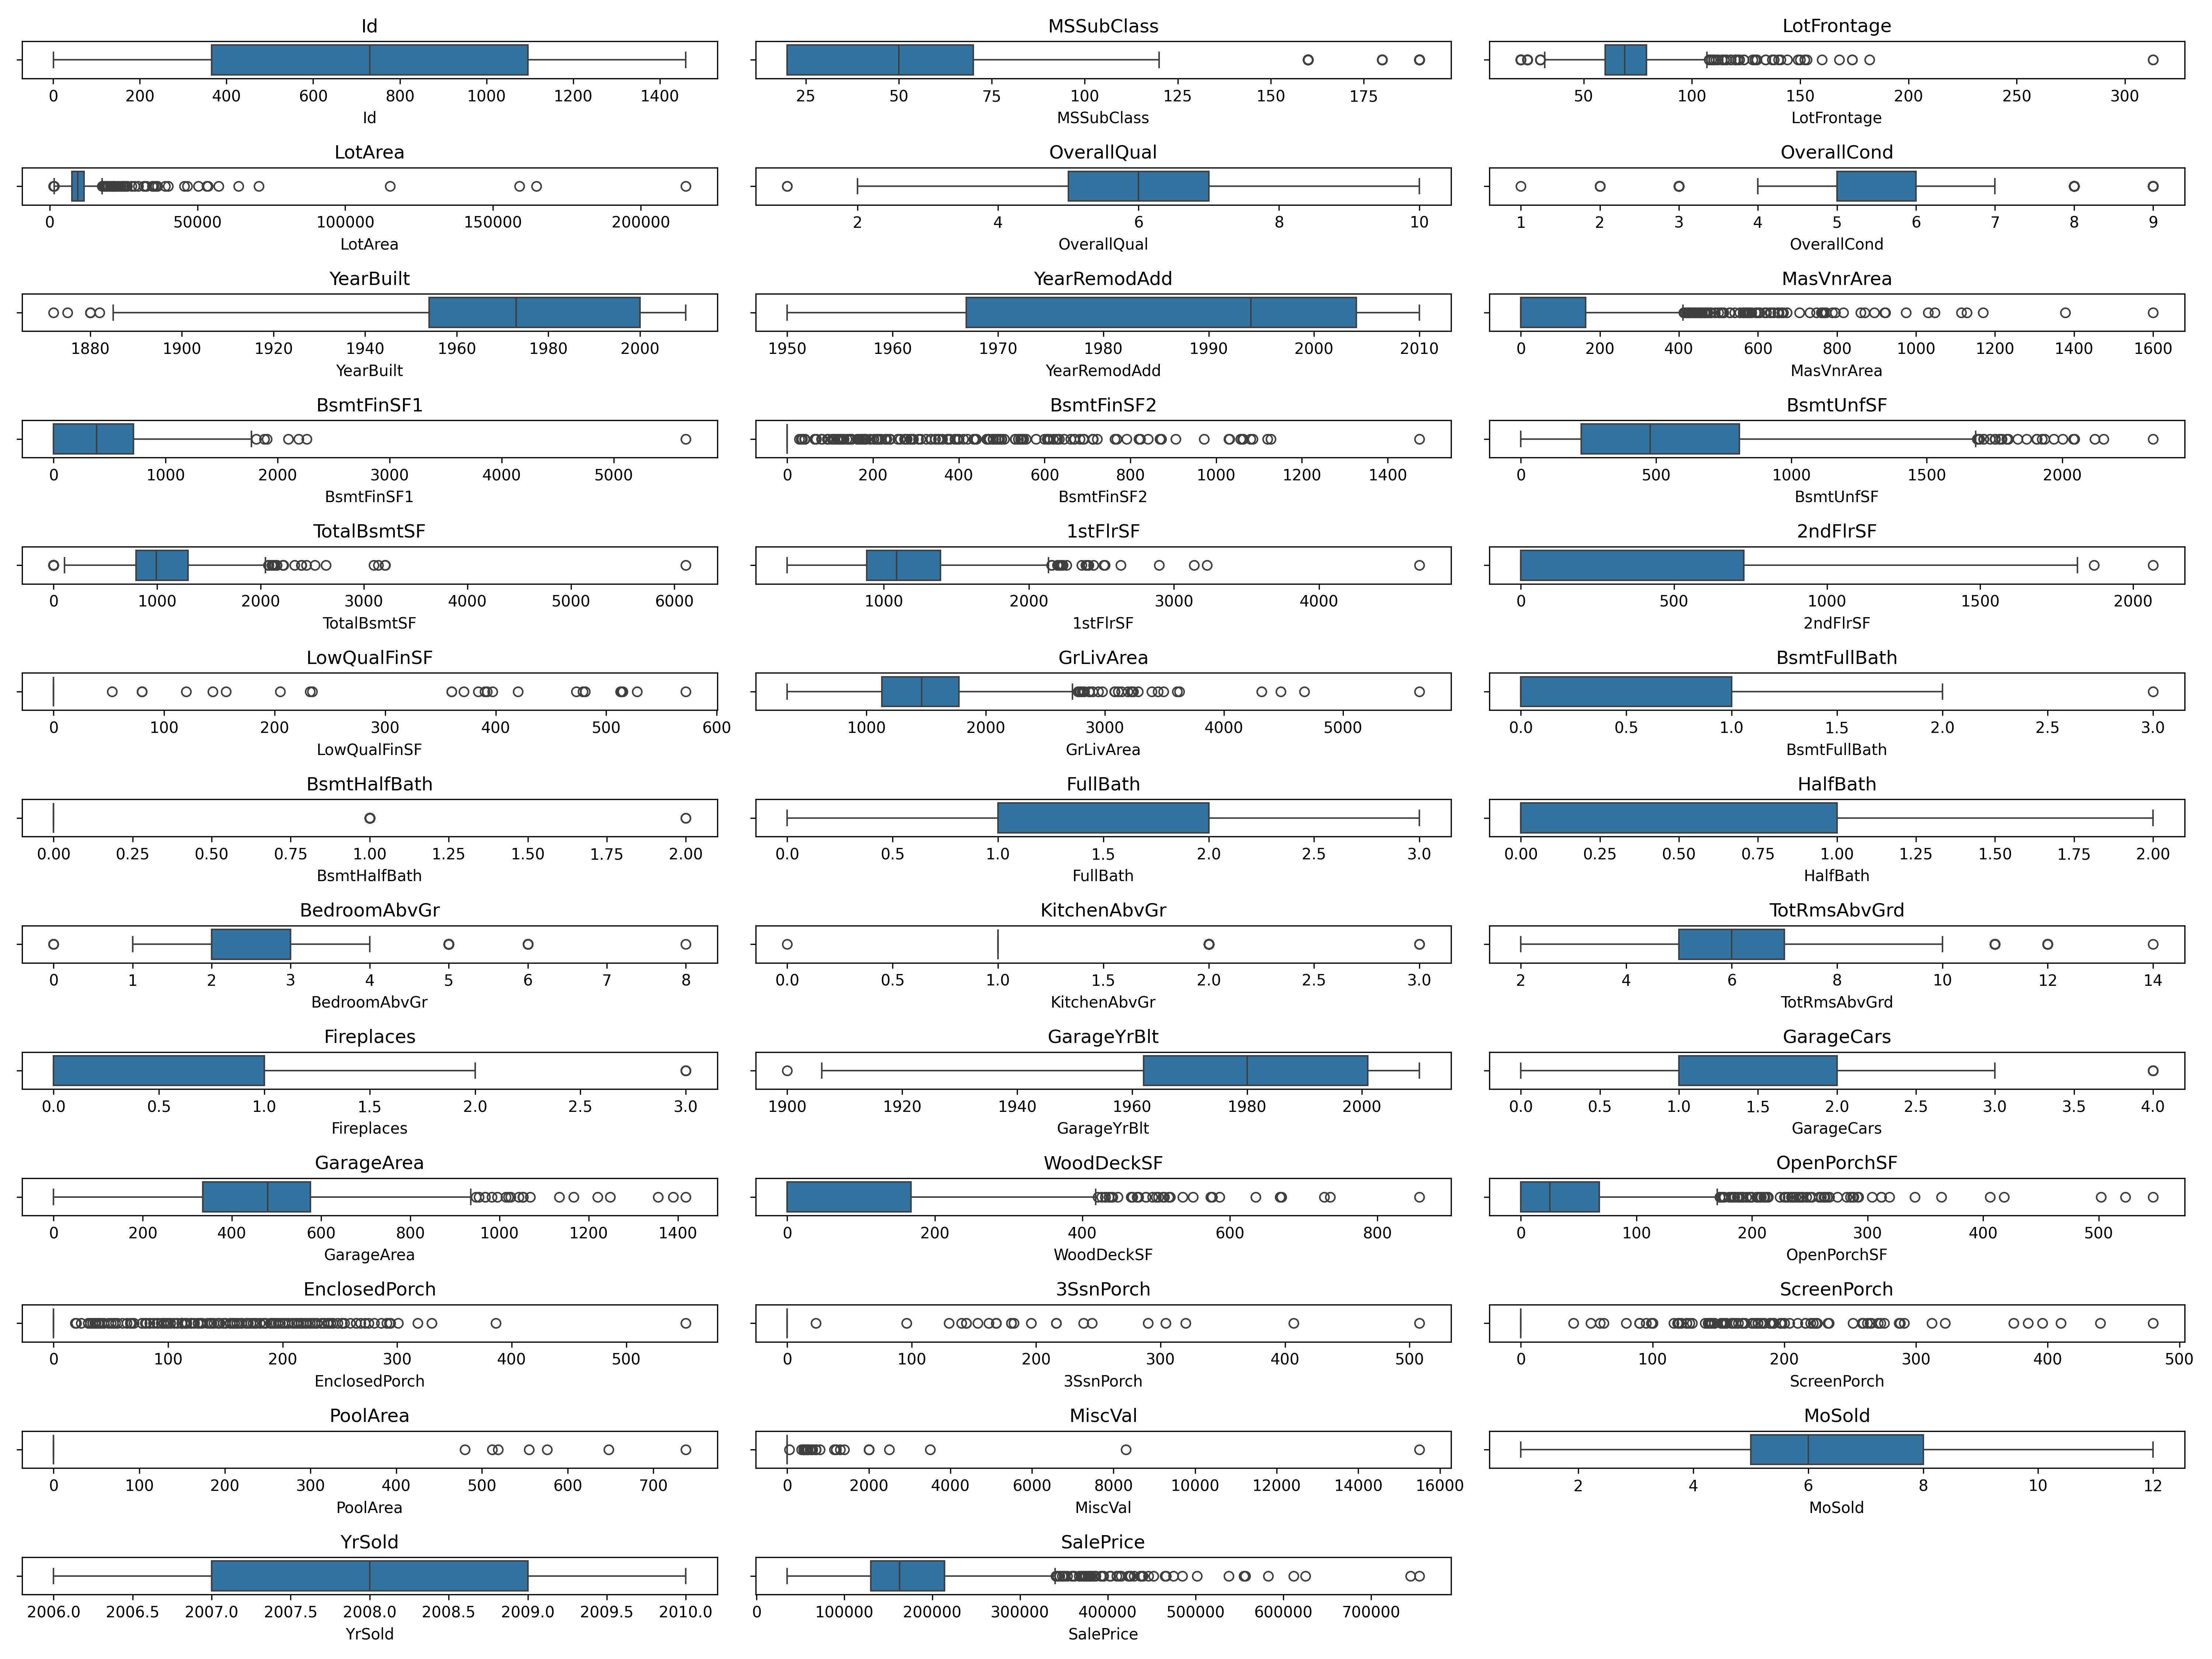 Id MSSubClass LotFrontage
0 200 400 600 800 1000 1200 1400 25 50 75 100 125 150 175 50 100 150 200 250 300
Id MSSubClass LotFrontage
LotArea OverallQual OverallCond
0 50000 100000 150000 200000 2 4 6 8 10 1 2 3 4 5 6 7 8 9
LotArea OverallQual OverallCond
YearBuilt YearRemodAdd MasVnrArea
1880 1900 1920 1940 1960 1980 2000 1950 1960 1970 1980 1990 2000 2010 0 200 400 600 800 1000 1200 1400 1600
YearBuilt YearRemodAdd MasVnrArea
BsmtFinSF1 BsmtFinSF2 BsmtUnfSF
0 1000 2000 3000 4000 5000 0 200 400 600 800 1000 1200 1400 0 500 1000 1500 2000
BsmtFinSF1 BsmtFinSF2 BsmtUnfSF
TotalBsmtSF 1stFlrSF 2ndFlrSF
0 1000 2000 3000 4000 5000 6000 1000 2000 3000 4000 0 500 1000 1500 2000
TotalBsmtSF 1stFlrSF 2ndFlrSF
LowQualFinSF GrLivArea BsmtFullBath
0 100 200 300 400 500 600 1000 2000 3000 4000 5000 0.0 0.5 1.0 1.5 2.0 2.5 3.0
LowQualFinSF GrLivArea BsmtFullBath
BsmtHalfBath FullBath HalfBath
0.00 0.25 0.50 0.75 1.00 1.25 1.50 1.75 2.00 0.0 0.5 1.0 1.5 2.0 2.5 3.0 0.00 0.25 0.50 0.75 1.00 1.25 1.50 1.75 2.00
BsmtHalfBath FullBath HalfBath
BedroomAbvGr KitchenAbvGr TotRmsAbvGrd
0 1 2 3 4 5 6 7 8 0.0 0.5 1.0 1.5 2.0 2.5 3.0 2 4 6 8 10 12 14
BedroomAbvGr KitchenAbvGr TotRmsAbvGrd
Fireplaces GarageYrBlt GarageCars
0.0 0.5 1.0 1.5 2.0 2.5 3.0 1900 1920 1940 1960 1980 2000 0.0 0.5 1.0 1.5 2.0 2.5 3.0 3.5 4.0
Fireplaces GarageYrBlt GarageCars
GarageArea WoodDeckSF OpenPorchSF
0 200 400 600 800 1000 1200 1400 0 200 400 600 800 0 100 200 300 400 500
GarageArea WoodDeckSF OpenPorchSF
EnclosedPorch 3SsnPorch ScreenPorch
0 100 200 300 400 500 0 100 200 300 400 500 0 100 200 300 400 500
EnclosedPorch 3SsnPorch ScreenPorch
PoolArea MiscVal MoSold
0 100 200 300 400 500 600 700 0 2000 4000 6000 8000 10000 12000 14000 16000 2 4 6 8 10 12
PoolArea MiscVal MoSold
YrSold SalePrice
2006.0 2006.5 2007.0 2007.5 2008.0 2008.5 2009.0 2009.5 2010.0 0 100000 200000 300000 400000 500000 600000 700000
YrSold SalePrice